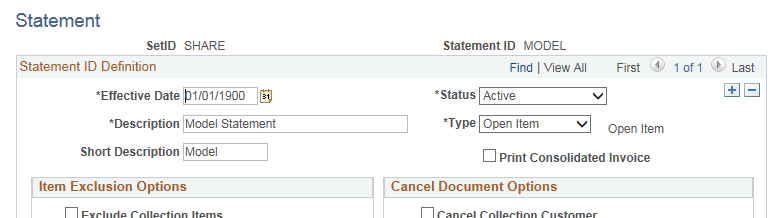 Statement
SetID SHARE Statement ID MODEL
Statement ID Definition Find | View All First 1 of 1 Last
*Effective Date 01/01/1900 31 *Status Active
*Description Model Statement *Type Open Item Open Item
Short Description Model Print Consolidated Invoice
Item Exclusion Options Cancel Document Options
Exclude Collection Items Cancel Collection Customer